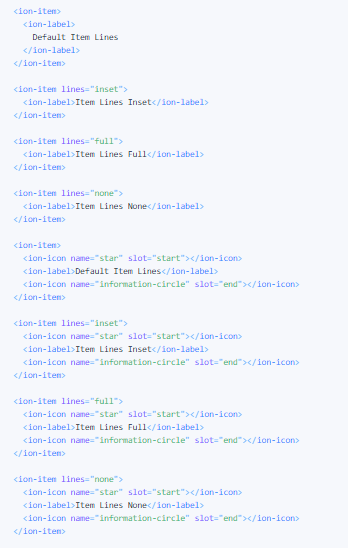 <ion-item>
<ion-label>
Default Item Lines
</ion-label>
</ion-item>
<ion-item lines="inset">
<ion-label>Item Lines Inset</ion-label>
</ion-item>
<ion-item lines="full">
<ion-label>Item Lines Full</ion-label>
</ion-item>
<ion-item lines="none">
<ion-label>Item Lines None</ion-label>
</ion-item>
<ion-item>
<ion-icon name="star" slot="start"></ion-icon>
<ion-label>Default Item Lines</ion-label>
<ion-icon name="information-circle" slot="end"></ion-icon>
</ion-item>
<ion-item lines="inset">
<ion-icon name="star" slot="start"></ion-icon>
<ion-label>Item Lines Inset</ion-label>
<ion-icon name="information-circle" slot="end"></ion-icon>
</ion-item>
<ion-item lines="full">
<ion-icon name="star" slot="start"></ion-icon>
<ion-label>Item Lines Full</ion-label>
<ion-icon name="information-circle" slot="end"></ion-icon>
</ion-item>
<ion-item lines="none">
<ion-icon name="star" slot="start"></ion-icon>
<ion-label>Item Lines None</ion-label>
<ion-icon name="information-circle" slot="end"></ion-icon>
</ion-item>